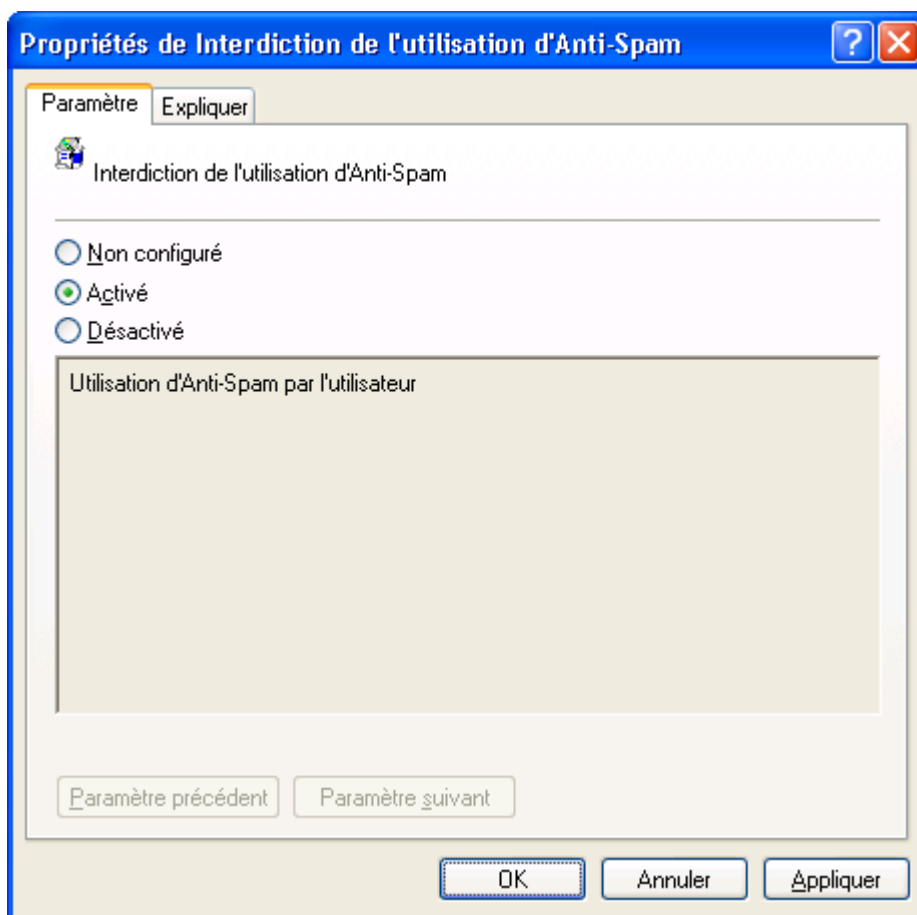 Propriétés de Interdiction de l'utilisation d'Anti-Spam
Paramètre
Expliquer
Interdiction de l'utilisation d'Anti-Spam
Non configuré
Activé
Désactivé
Utilisation d'Anti-Spam par l'utilisateur
Paramètre précédent
Paramètre suivant
OK
Annuler
Appliquer